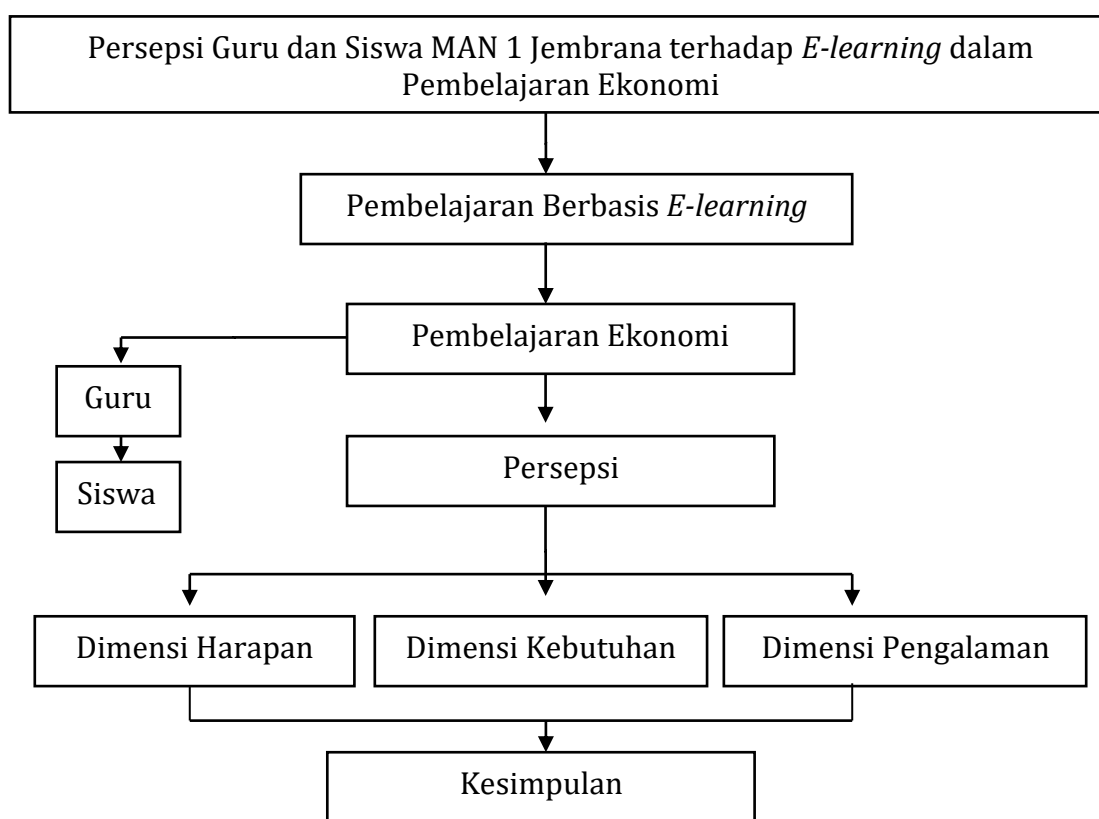 Persepsi Guru dan Siswa MAN 1 Jembrana terhadap E-learning dalam
Pembelajaran Ekonomi
Pembelajaran Berbasis E-learning
Pembelajaran Ekonomi
Guru
Siswa
Persepsi
Dimensi Harapan
Dimensi Kebutuhan
Dimensi Pengalaman
Kesimpulan